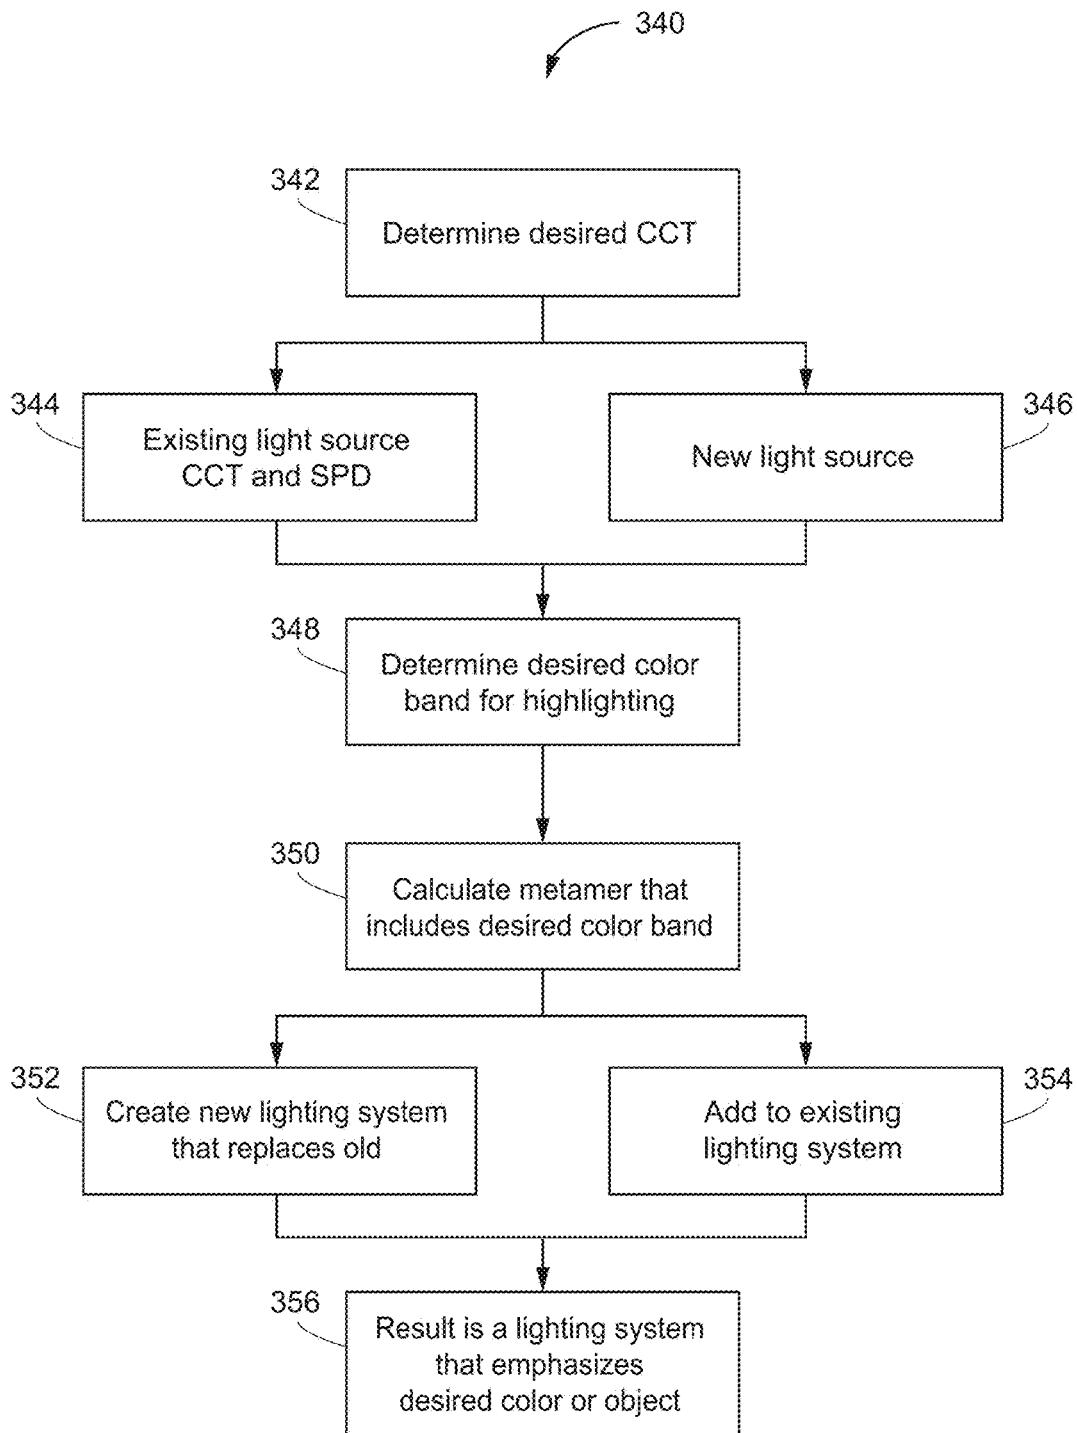 340
342
Determine desired CCT
344
Existing light source
CCT and SPD
346
New light source
348
Determine desired color
band for highlighting
350
Calculate metamer that
includes desired color band
352
Create new lighting system
that replaces old
354
Add to existing
lighting system
356
Result is a lighting system
that emphasizes
desired color or object